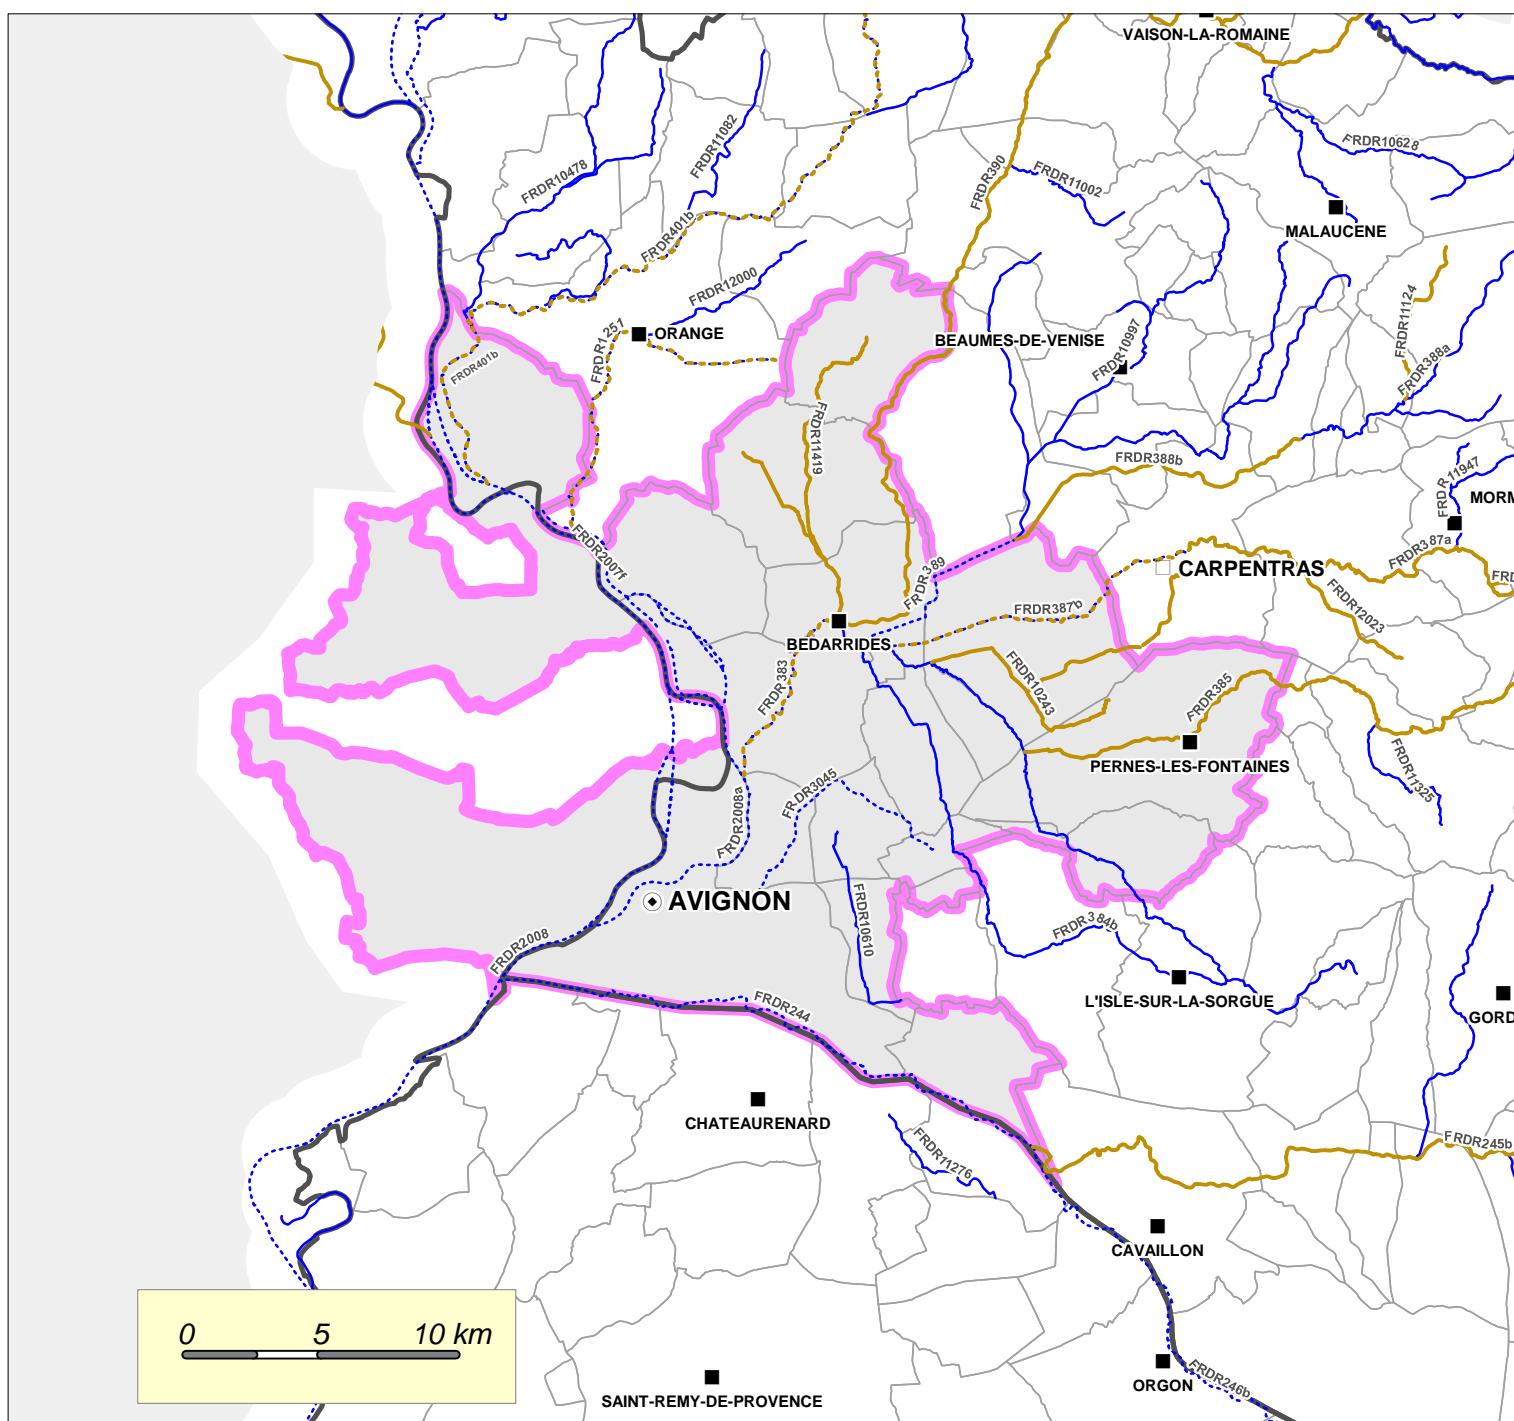 VAISON-LA-ROMAINE
FRDR11082
FRDR10478
FRDR390
FRDR11002
FRDR10628
MALAUCENE
FRDR401b
FRDR12000
FRDR1251
ORANGE
FRDR401b
BEAUMES-DE-VENISE
FRDR10997
FRDR11124
FRDR388a
FRDR11419
FRDR388b
FRDR11947
MORM
FRDR2007f
FRDR389
CARPENTRAS
FRDR387a
FRD
FRDR387b
FRDR12023
BEDARRIDES
FRDR383
FRDR10243
FRDR385
PERNES-LES-FONTAINES
FRDR11325
FRDR2008a
FRDR3045
AVIGNON
FRDR10610
FRDR384b
FRDR2008
L'ISLE-SUR-LA-SORGUE
FRDR244
GORD
CHATEAURENARD
FRDR11276
FRDR245b
CAVAILLON
0 5 10 km
ORGON
FRDR246b
SAINT-REMY-DE-PROVENCE